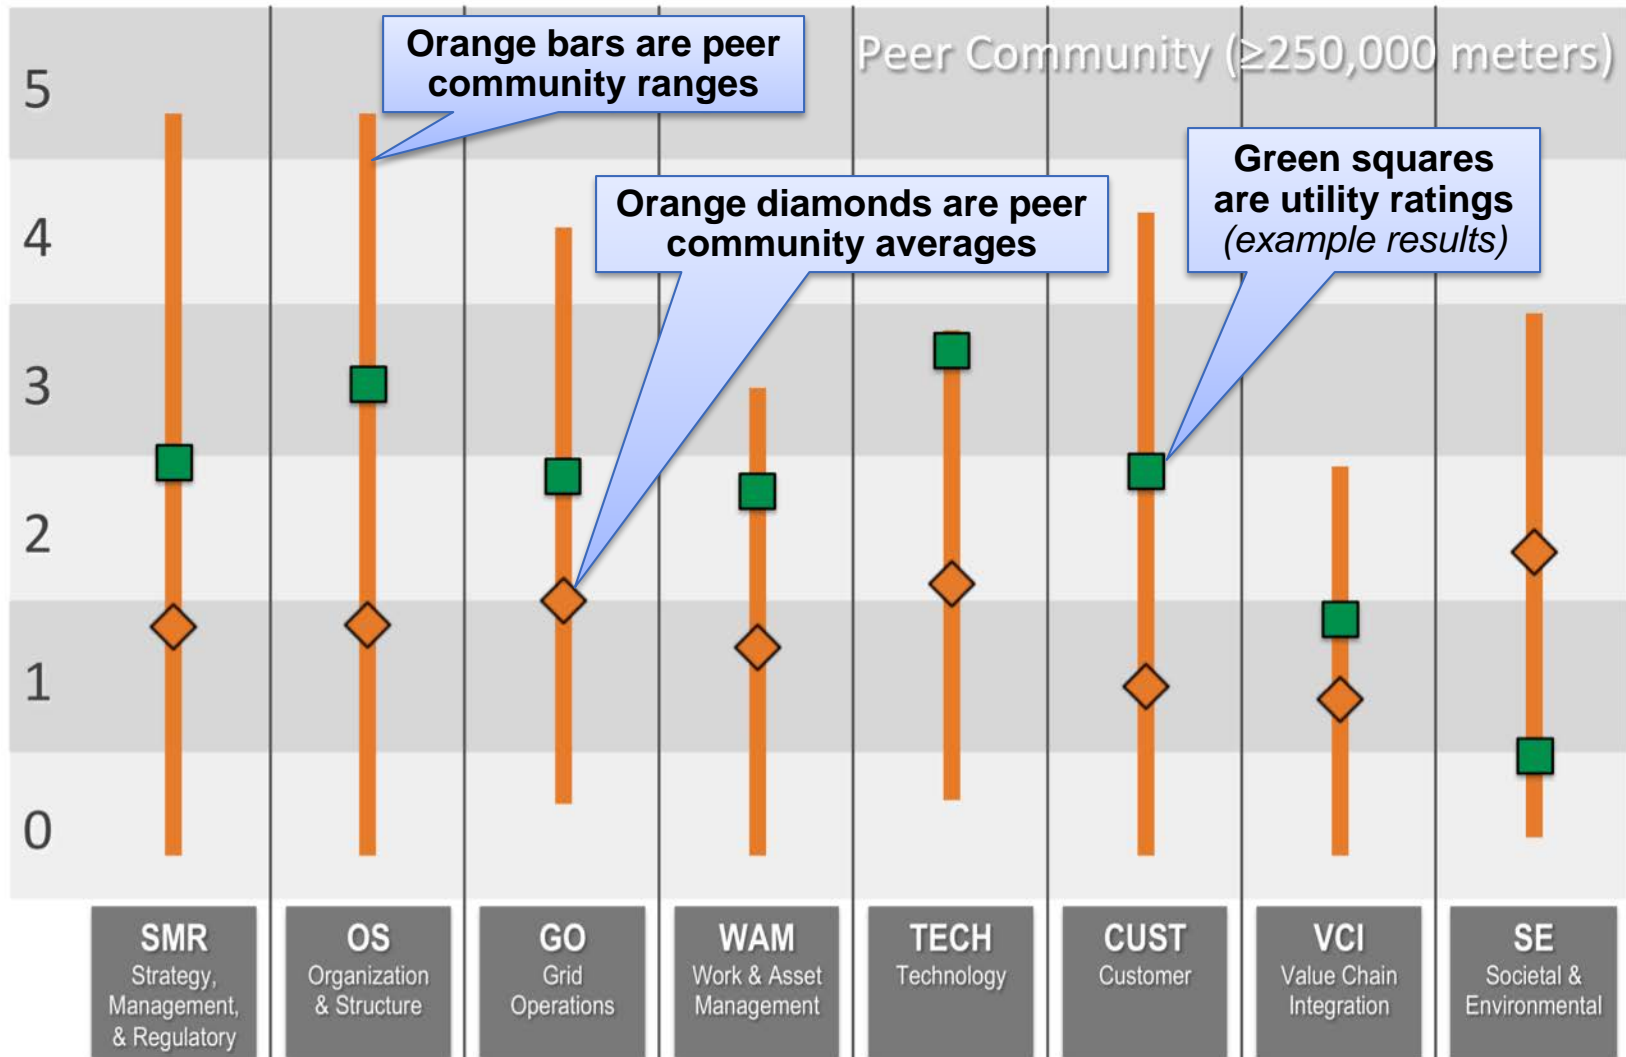 Peer Community (≥250,000 meters)
Orange bars are peer
community ranges
Orange diamonds are peer
community averages
Green squares
are utility ratings
(example results)
5
4
3
2
1
0
SMR
Strategy,
Management,
& Regulatory
OS
Organization
& Structure
GO
Grid
Operations
WAM
Work & Asset
Management
TECH
Technology
CUST
Customer
VCI
Value Chain
Integration
SE
Societal &
Environmental